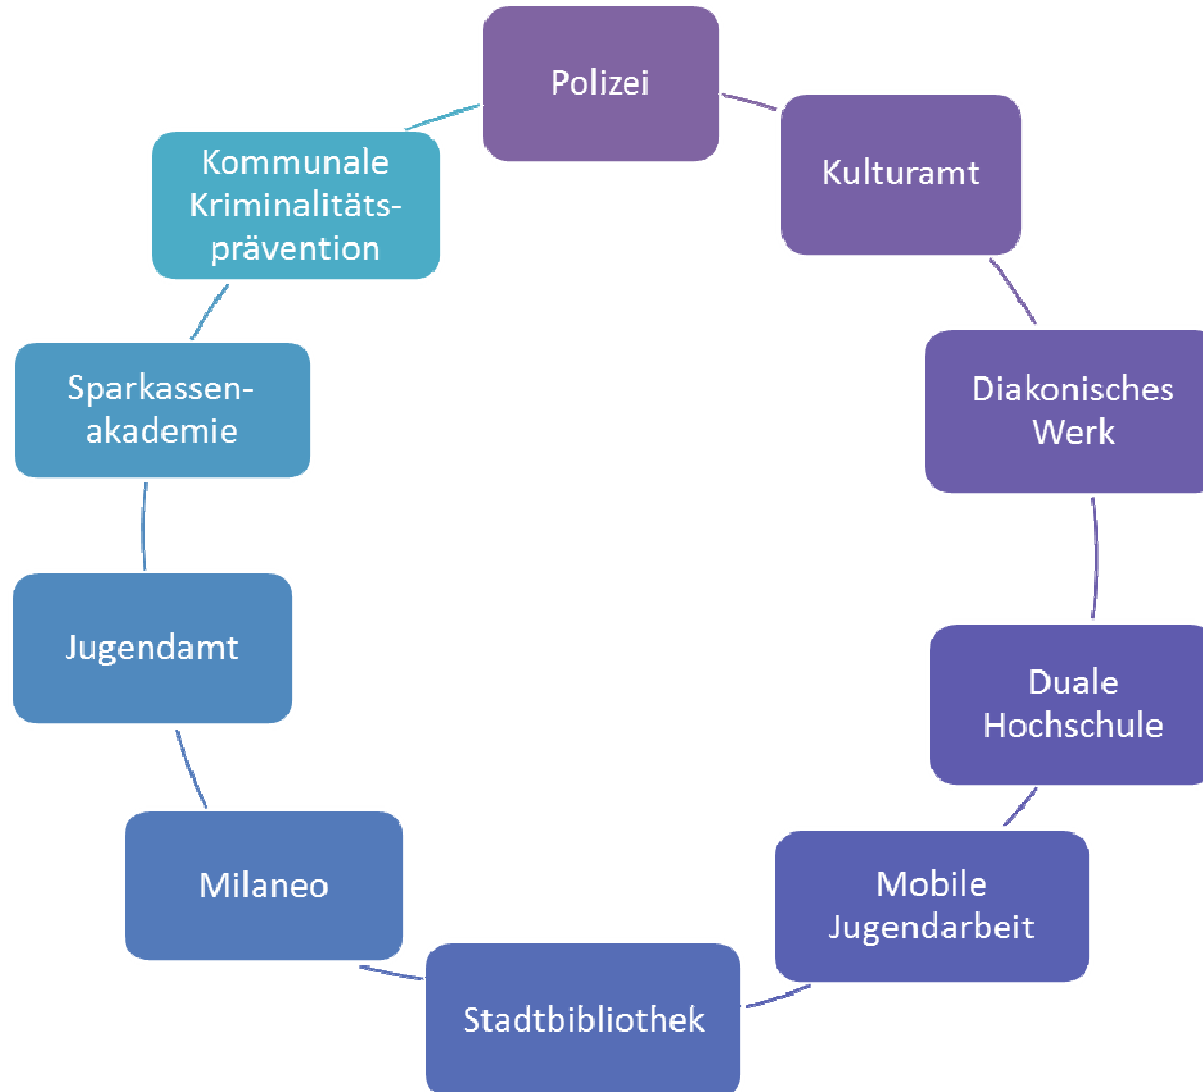 Polizei
Kulturamt
Diakonisches
Werk
Duale
Hochschule
Mobile
Jugendarbeit
Stadtbibliothek
Milaneo
Jugendamt
Sparkassen-
akademie
Kommunale
Kriminalitäts-
prävention